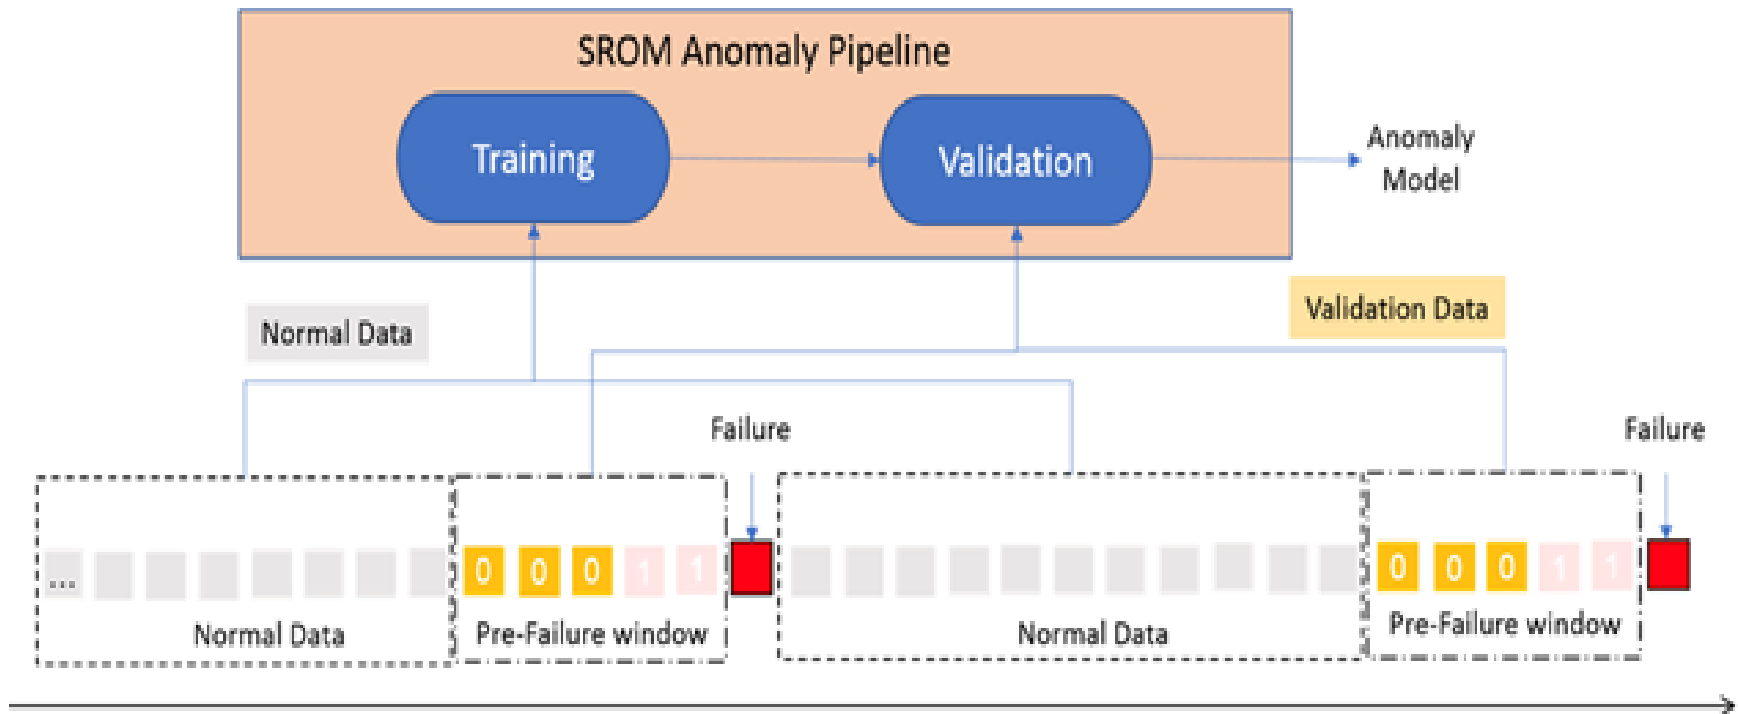 SROM Anomaly Pipeline
Training
Validation
Anomaly
Model
Normal Data
Validation Data
Failure
Failure
... 0 0 0 1 1 0 0 0 1 1
Normal Data
Pre-Failure window
Normal Data
Pre-Failure window